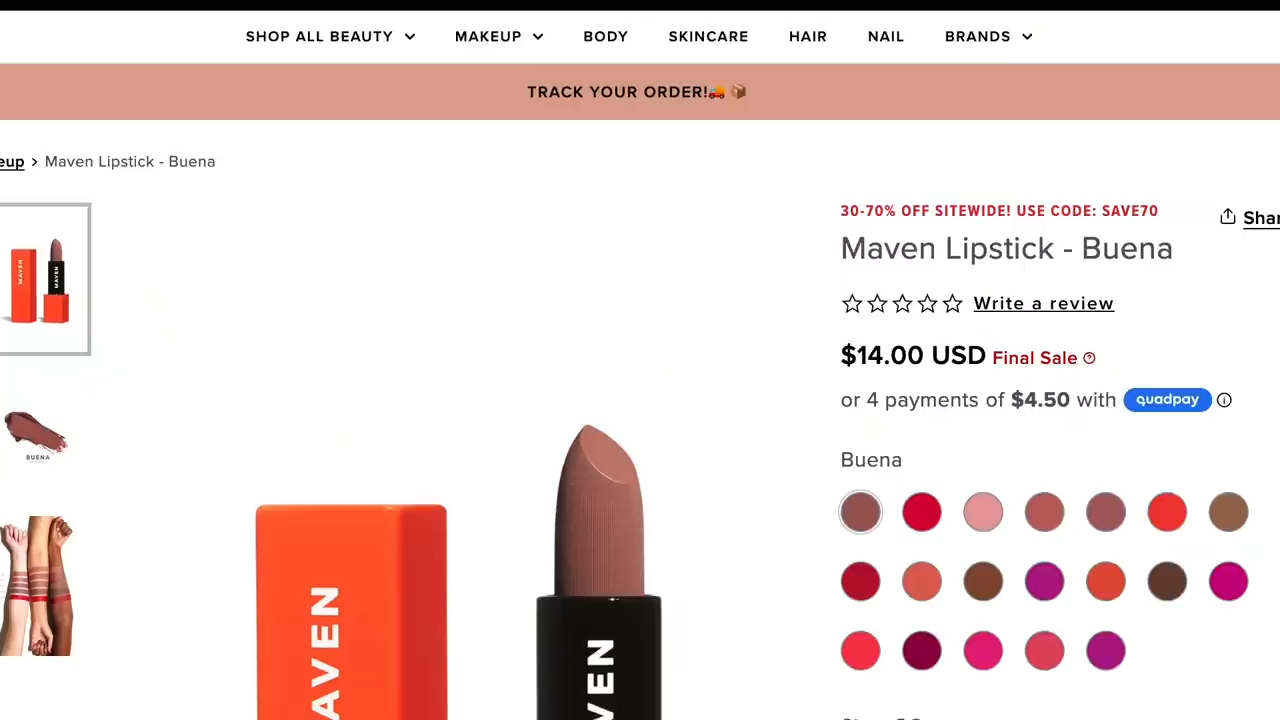 SHOP ALL BEAUTY MAKEUP BODY SKINCARE HAIR NAIL BRANDS
TRACK YOUR ORDER!🚚 📦
eup > Maven Lipstick - Buena
30-70% OFF SITEWIDE! USE CODE: SAVE70
Shar
Maven Lipstick - Buena
Write a review
$14.00 USD Final Sale
or 4 payments of $4.50 with quadpay
Buena
MAVEN
MAVEN
BUENA
AVEN
VEN